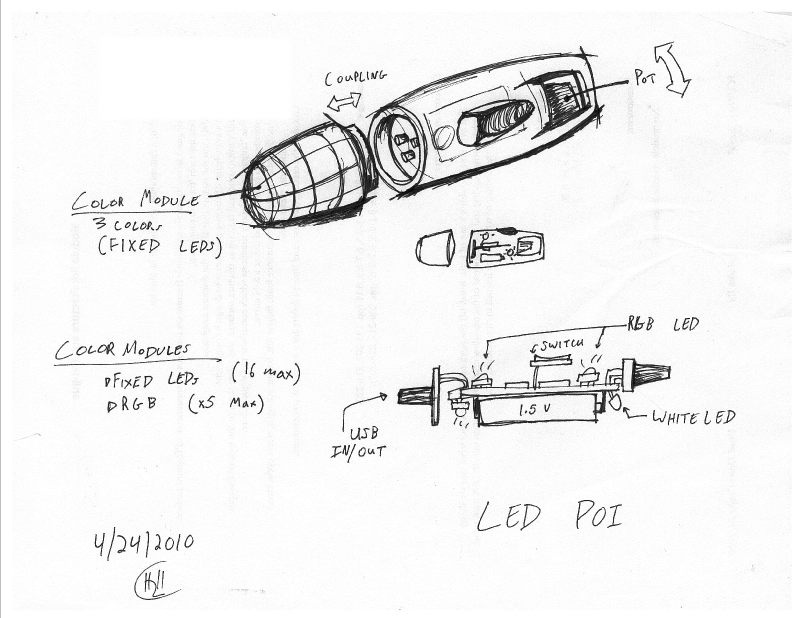 COUPLING
POT
COLOR MODULE
3 COLORS
(FIXED LEDS)
COLOR MODULES
FIXED LEDS (16 max)
RGB (x5 Max)
RGB LED
SWITCH
1.5 V
WHITE LED
USB
IN/OUT
LED POI
4/24/2010